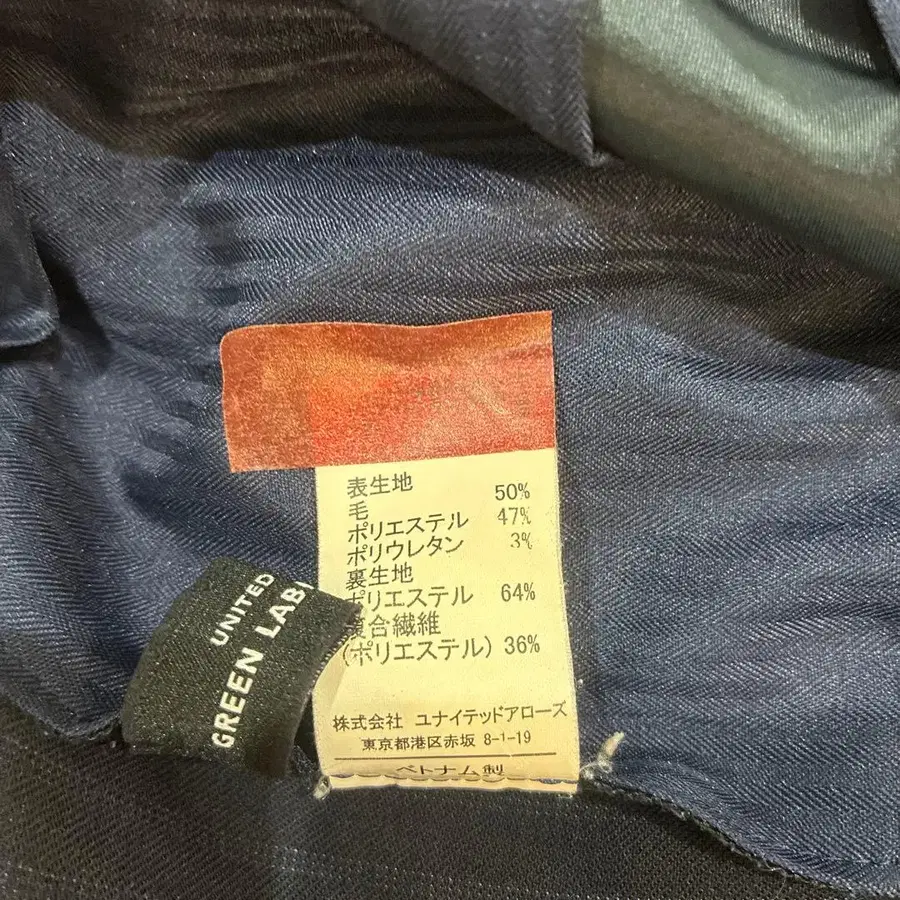 表生地
毛 50%
ポリエステル 47%
ポリウレタン 3%
裏生地
ポリエステル 64%
複合繊維
(ポリエステル) 36%
株式会社 ユナイテッドアローズ
東京都港区赤坂 8-1-19
ベトナム製
UNITED
GREEN LAB